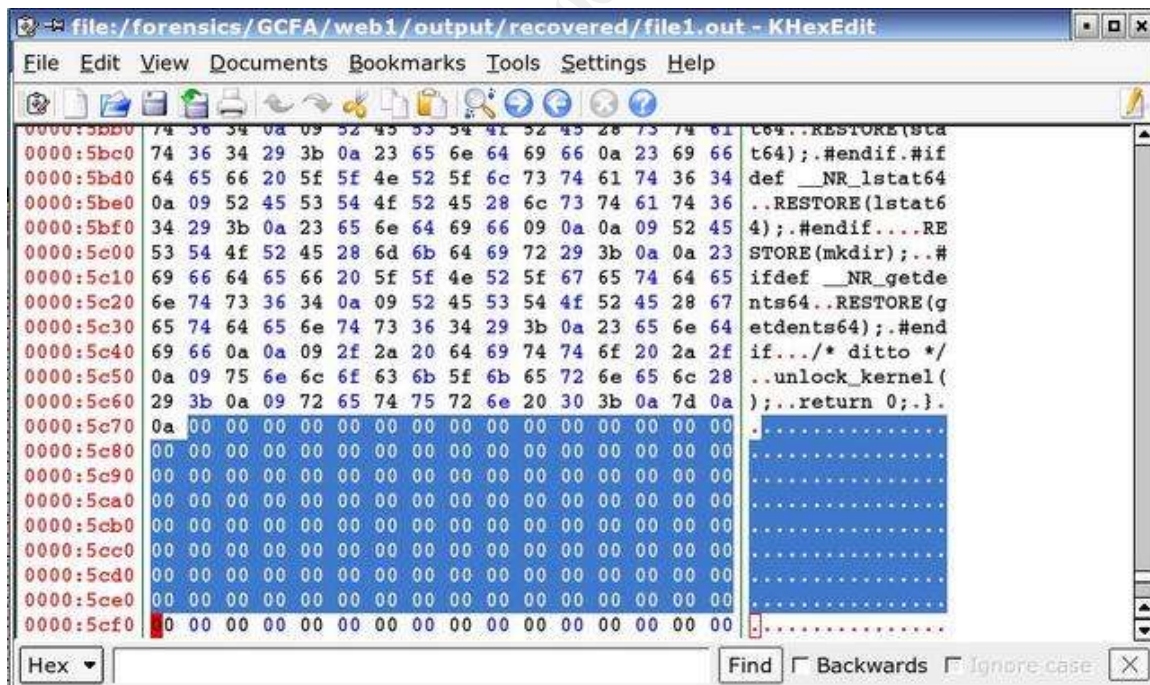 file:/forensics/GCFA/web1/output/recovered/file1.out - KHexEdit
File Edit View Documents Bookmarks Tools Settings Help
0000:5bb0 74 36 34 0a 09 52 45 53 54 4f 52 45 28 73 74 61 t64..RESTORE(sta
0000:5bc0 74 36 34 29 3b 0a 23 65 6e 64 69 66 0a 23 69 66 t64);.#endif.#if
0000:5bd0 64 65 66 20 5f 5f 4e 52 5f 6c 73 74 61 74 36 34 def __NR_lstat64
0000:5be0 0a 09 52 45 53 54 4f 52 45 28 6c 73 74 61 74 36 ..RESTORE(lstat6
0000:5bf0 34 29 3b 0a 23 65 6e 64 69 66 09 0a 0a 09 52 45 4);.#endif....RE
0000:5c00 53 54 4f 52 45 28 6d 6b 64 69 72 29 3b 0a 0a 23 STORE(mkdir);..#
0000:5c10 69 66 64 65 66 20 5f 5f 4e 52 5f 67 65 74 64 65 ifdef __NR_getde
0000:5c20 6e 74 73 36 34 0a 09 52 45 53 54 4f 52 45 28 67 nts64..RESTORE(g
0000:5c30 65 74 64 65 6e 74 73 36 34 29 3b 0a 23 65 6e 64 etdents64);.#end
0000:5c40 69 66 0a 0a 09 2f 2a 20 64 69 74 74 6f 20 2a 2f if.../* ditto */
0000:5c50 0a 09 75 6e 6c 6f 63 6b 5f 6b 65 72 6e 65 6c 28 ..unlock_kernel(
0000:5c60 29 3b 0a 09 72 65 74 75 72 6e 20 30 3b 0a 7d 0a );..return 0;.}.
0000:5c70 0a 00 00 00 00 00 00 00 00 00 00 00 00 00 00 00 ................
0000:5c80 00 00 00 00 00 00 00 00 00 00 00 00 00 00 00 00 ................
0000:5c90 00 00 00 00 00 00 00 00 00 00 00 00 00 00 00 00 ................
0000:5ca0 00 00 00 00 00 00 00 00 00 00 00 00 00 00 00 00 ................
0000:5cb0 00 00 00 00 00 00 00 00 00 00 00 00 00 00 00 00 ................
0000:5cc0 00 00 00 00 00 00 00 00 00 00 00 00 00 00 00 00 ................
0000:5cd0 00 00 00 00 00 00 00 00 00 00 00 00 00 00 00 00 ................
0000:5ce0 00 00 00 00 00 00 00 00 00 00 00 00 00 00 00 00 ................
0000:5cf0 00 00 00 00 00 00 00 00 00 00 00 00 00 00 00 00 ................
Hex Find Backwards Ignore case